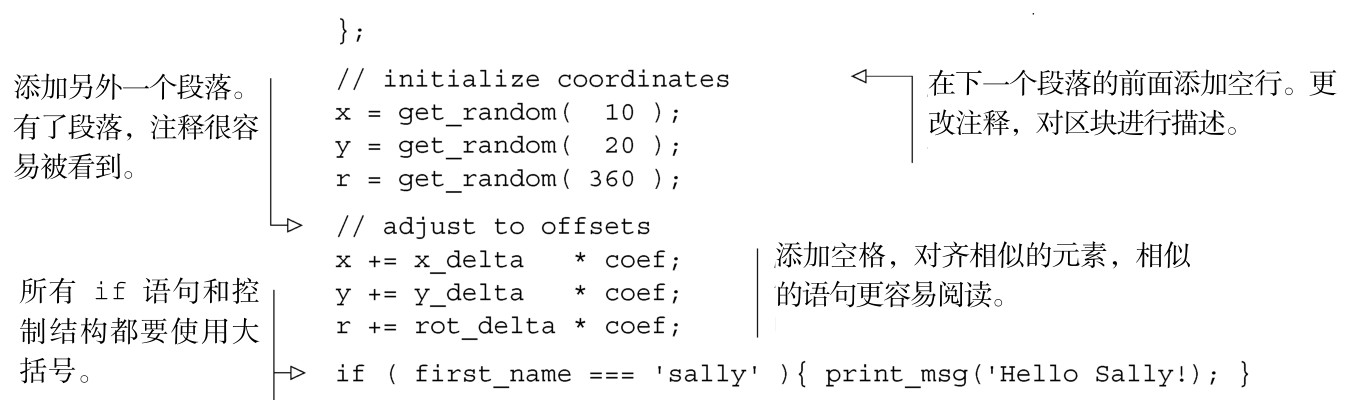 };
// initialize coordinates
x = get_random(  10 );
y = get_random(  20 );
r = get_random( 360 );
添加另外一个段落。
有了段落，注释很容
易被看到。
在下一个段落的前面添加空行。更
改注释，对区块进行描述。
// adjust to offsets
x += x_delta   * coef;
y += y_delta   * coef;
r += rot_delta * coef;
添加空格，对齐相似的元素，相似
的语句更容易阅读。
所有 if 语句和控
制结构都要使用大
括号。
if ( first_name === 'sally' ){ print_msg('Hello Sally!); }